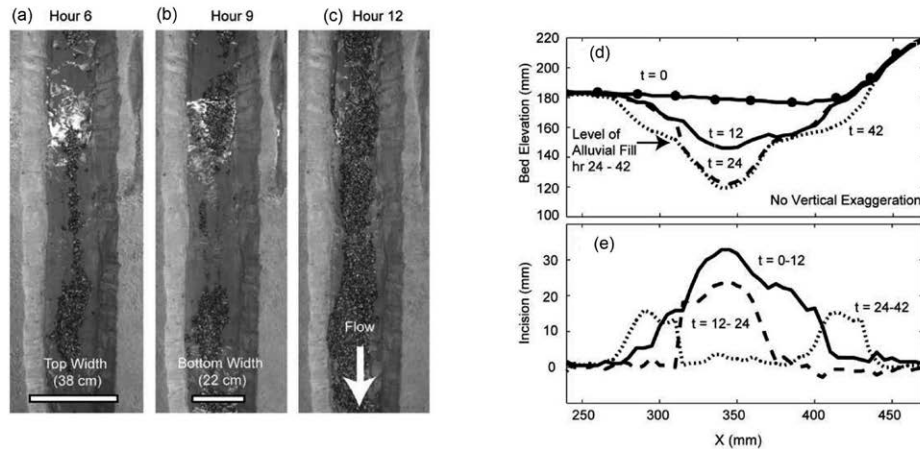 (a)
Hour 6
(b)
Hour 9
(c)
Hour 12
Top Width
(38 cm)
Bottom Width
(22 cm)
Flow
(d)
220
200
180
160
140
120
100
Bed Elevation (mm)
t = 0
t = 12
t = 24
t = 42
Level of
Alluvial Fill
hr 24 - 42
No Vertical Exaggeration
(e)
30
20
10
0
Incision (mm)
t = 0-12
t = 12- 24
t = 24-42
250
300
350
400
450
X (mm)